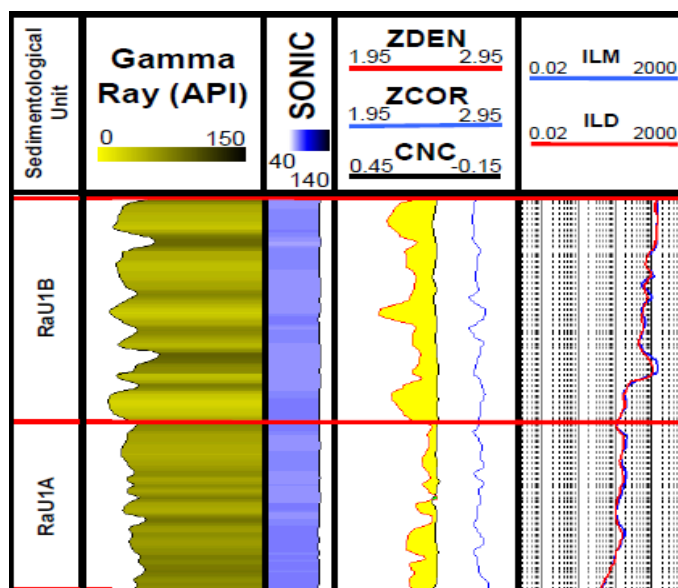 Sedimentological
Unit
Gamma
Ray (API)
0 150
SONIC
40
140
ZDEN
1.95 2.95
ZCOR
1.95 2.95
CNC
0.45 -0.15
ILM
0.02 2000
ILD
0.02 2000
RaU1B
RaU1A